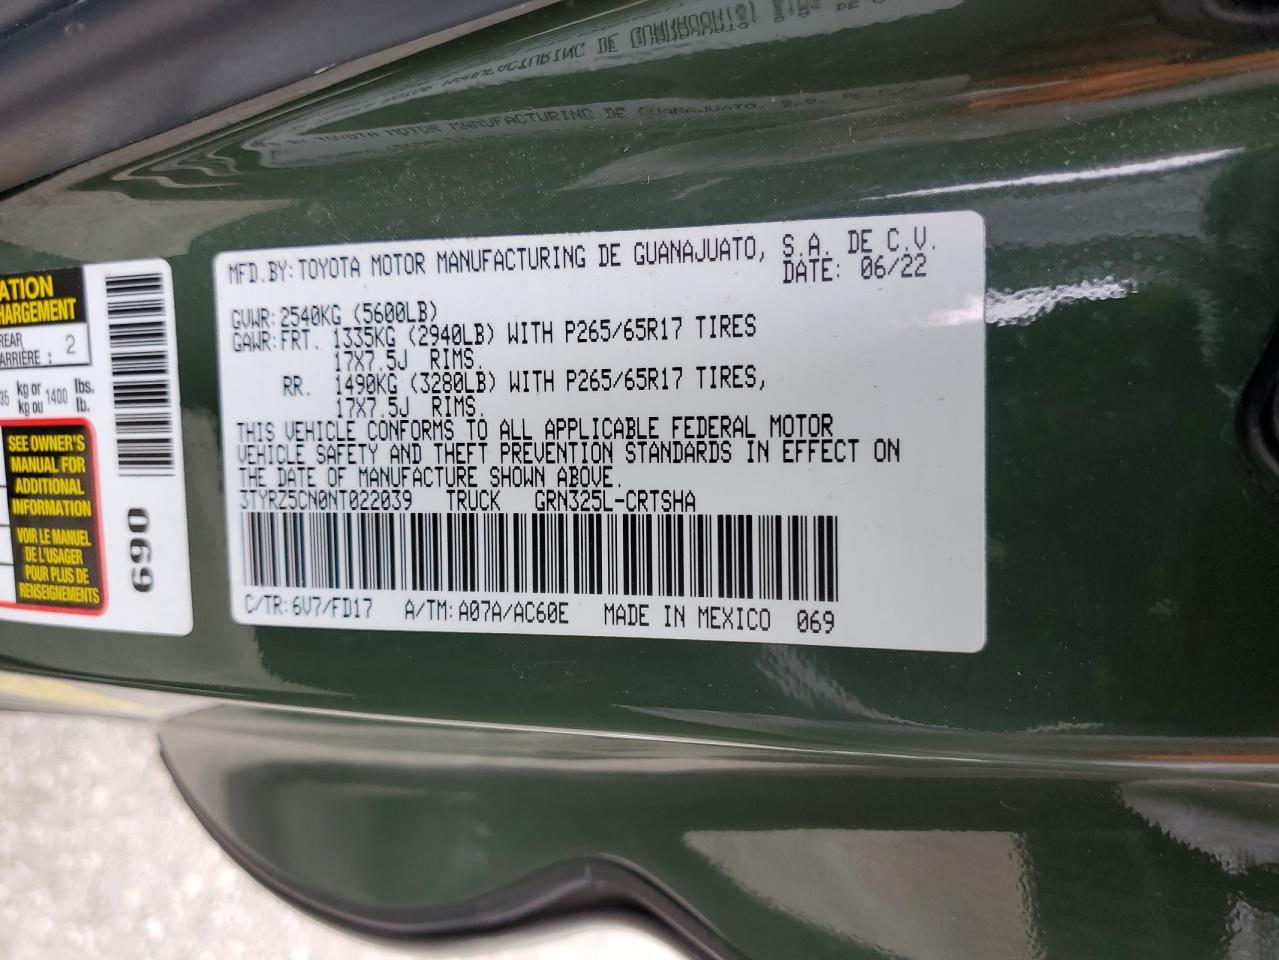 MFD.BY: TOYOTA MOTOR MANUFACTURING DE GUANAJUATO, S.A. DE C.V.
DATE: 06/22
GVWR: 2540KG (5600LB)
GAWR: FRT. 1335KG (2940LB) WITH P265/65R17 TIRES
17X7.5J RIMS.
RR. 1490KG (3280LB) WITH P265/65R17 TIRES,
17X7.5J RIMS.
THIS VEHICLE CONFORMS TO ALL APPLICABLE FEDERAL MOTOR
VEHICLE SAFETY AND THEFT PREVENTION STANDARDS IN EFFECT ON
THE DATE OF MANUFACTURE SHOWN ABOVE.
3TYRZ5CN0NT022039 TRUCK GRN325L-CRTSHA
C/TR: 6V7/FD17 A/TM: A07A/AC60E MADE IN MEXICO 069
REAR
ARRIÈRE : 2
kg or 1400 lbs.
kg ou lb.
SEE OWNER'S
MANUAL FOR
ADDITIONAL
INFORMATION
VOIR LE MANUEL
DE L'USAGER
POUR PLUS DE
RENSEIGNEMENTS
069